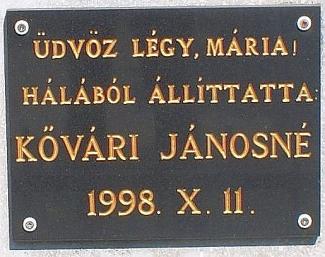 ÜDVÖZ LÉGY, MÁRIA!
HÁLÁBÓL ÁLLÍTTATTA
KŐVÁRI JÁNOSNÉ
1998. X. 11.